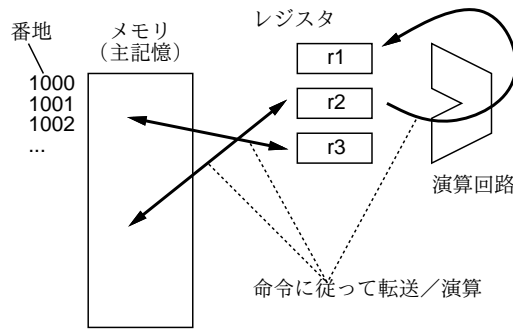 番地
メモリ
（主記憶）
レジスタ
1000
1001
1002
...
r1
r2
r3
演算回路
命令に従って転送／演算